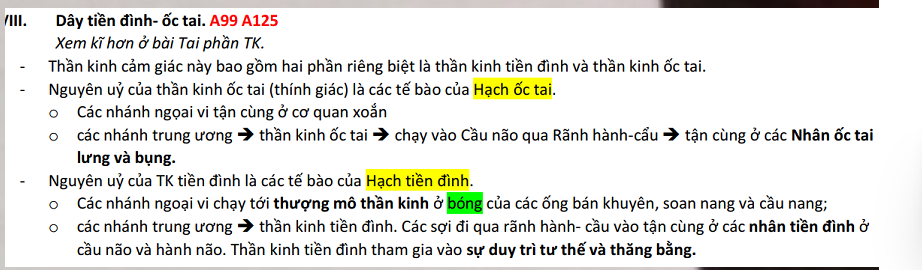 VIII. Dây tiền đình- ốc tai. A99 A125
Xem kĩ hơn ở bài Tai phần TK.
- Thần kinh cảm giác này bao gồm hai phần riêng biệt là thần kinh tiền đình và thần kinh ốc tai.
- Nguyên uỷ của thần kinh ốc tai (thính giác) là các tế bào của Hạch ốc tai.
o Các nhánh ngoại vi tận cùng ở cơ quan xoắn
o các nhánh trung ương ➔ thần kinh ốc tai ➔ chạy vào Cầu não qua Rãnh hành-cầu ➔ tận cùng ở các Nhân ốc tai
lưng và bụng.
- Nguyên uỷ của TK tiền đình là các tế bào của Hạch tiền đình.
o Các nhánh ngoại vi chạy tới thượng mô thần kinh ở bóng của các ống bán khuyên, soan nang và cầu nang;
o các nhánh trung ương ➔ thần kinh tiền đình. Các sợi đi qua rãnh hành- cầu vào tận cùng ở các nhân tiền đình ở
cầu não và hành não. Thần kinh tiền đình tham gia vào sự duy trì tư thế và thăng bằng.